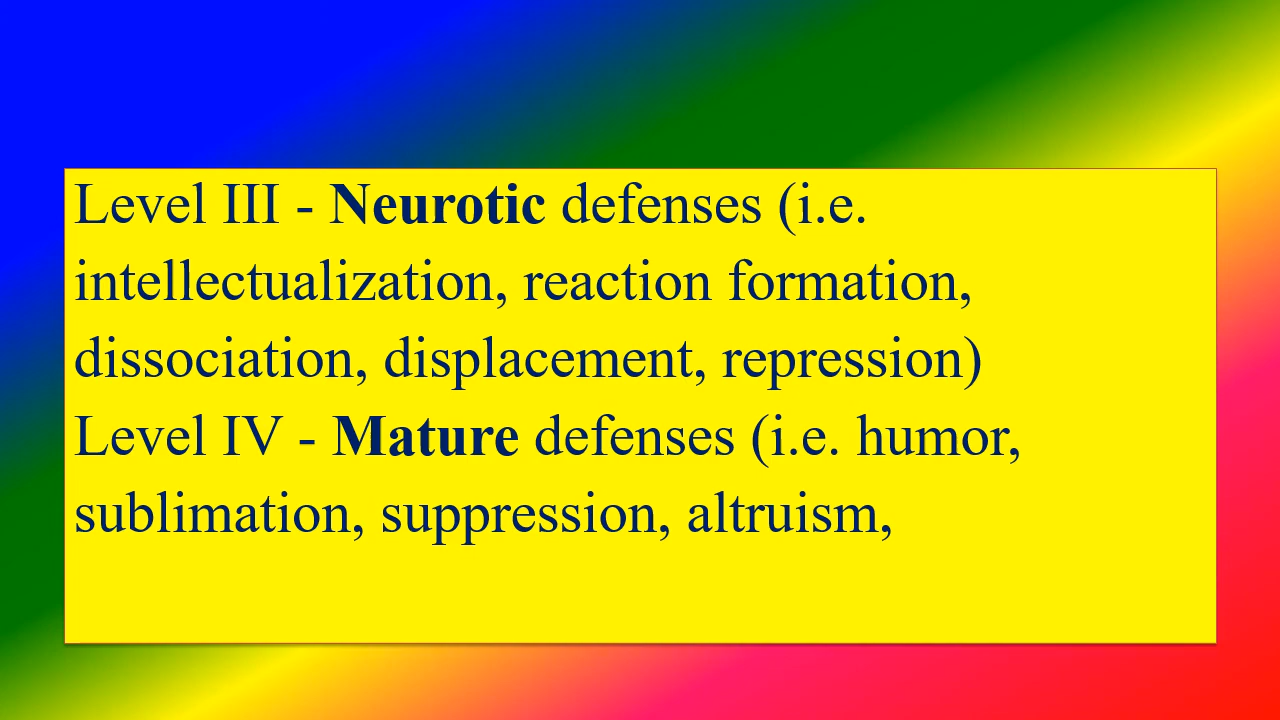 Level III - Neurotic defenses (i.e.
intellectualization, reaction formation,
dissociation, displacement, repression)
Level IV - Mature defenses (i.e. humor,
sublimation, suppression, altruism,